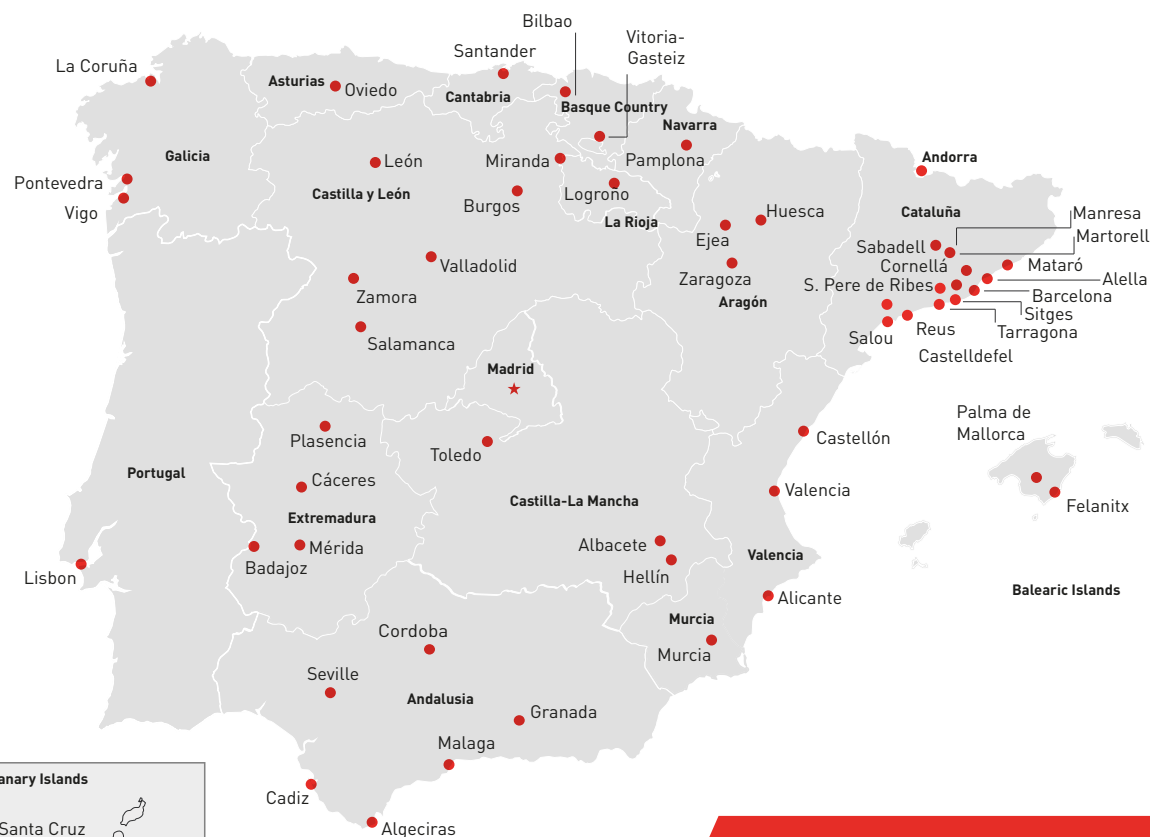 Bilbao
Vitoria-
Gasteiz
Santander
La Coruña
Asturias
Oviedo
Cantabria
Basque Country
Navarra
Galicia
León
Miranda
Pamplona
Andorra
Pontevedra
Castilla y León
Logroño
Vigo
Burgos
La Rioja
Huesca
Cataluña
Manresa
Ejea
Martorell
Sabadell
Valladolid
Cornellá
Mataró
Zaragoza
Alella
S. Pere de Ribes
Zamora
Barcelona
Aragón
Sitges
Reus
Tarragona
Salou
Salamanca
Castelldefel
Madrid
Palma de
Mallorca
Plasencia
Castellón
Toledo
Portugal
Cáceres
Valencia
Castilla-La Mancha
Felanitx
Extremadura
Albacete
Mérida
Valencia
Badajoz
Lisbon
Hellín
Balearic Islands
Alicante
Murcia
Cordoba
Murcia
Seville
Andalusia
Granada
Malaga
anary Islands
Cadiz
Santa Cruz
Algeciras